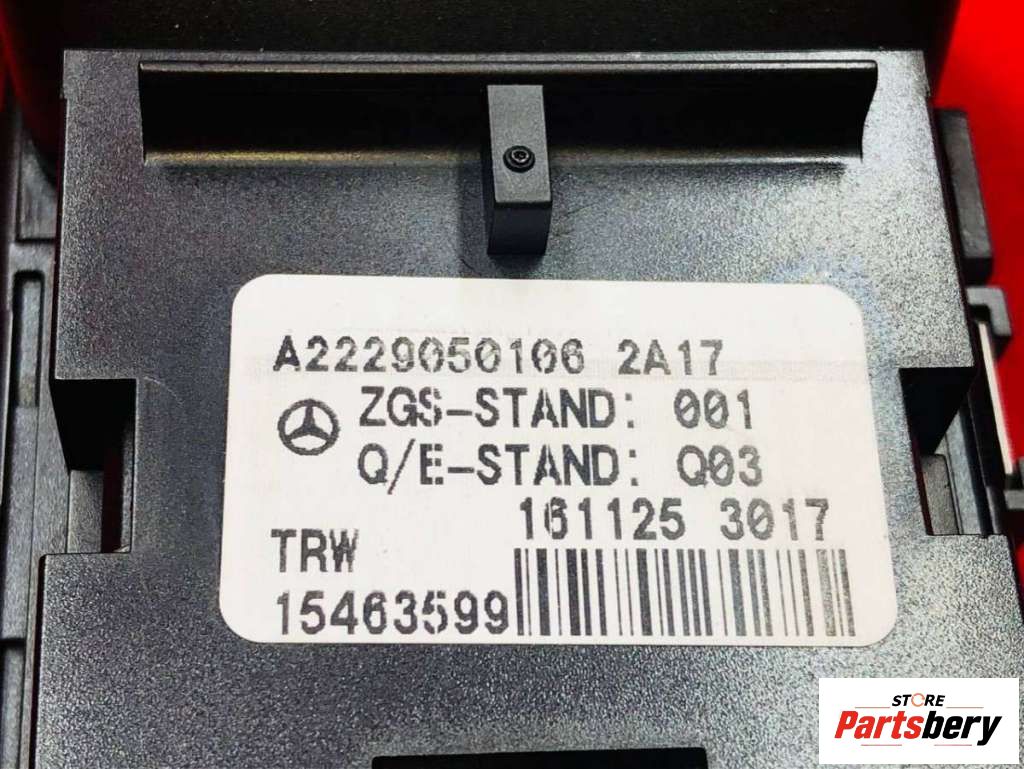 A2229050106 2A17
ZGS-STAND: 001
Q/E-STAND: Q03
161125 3017
TRW
15463599
STORE
Partsbery